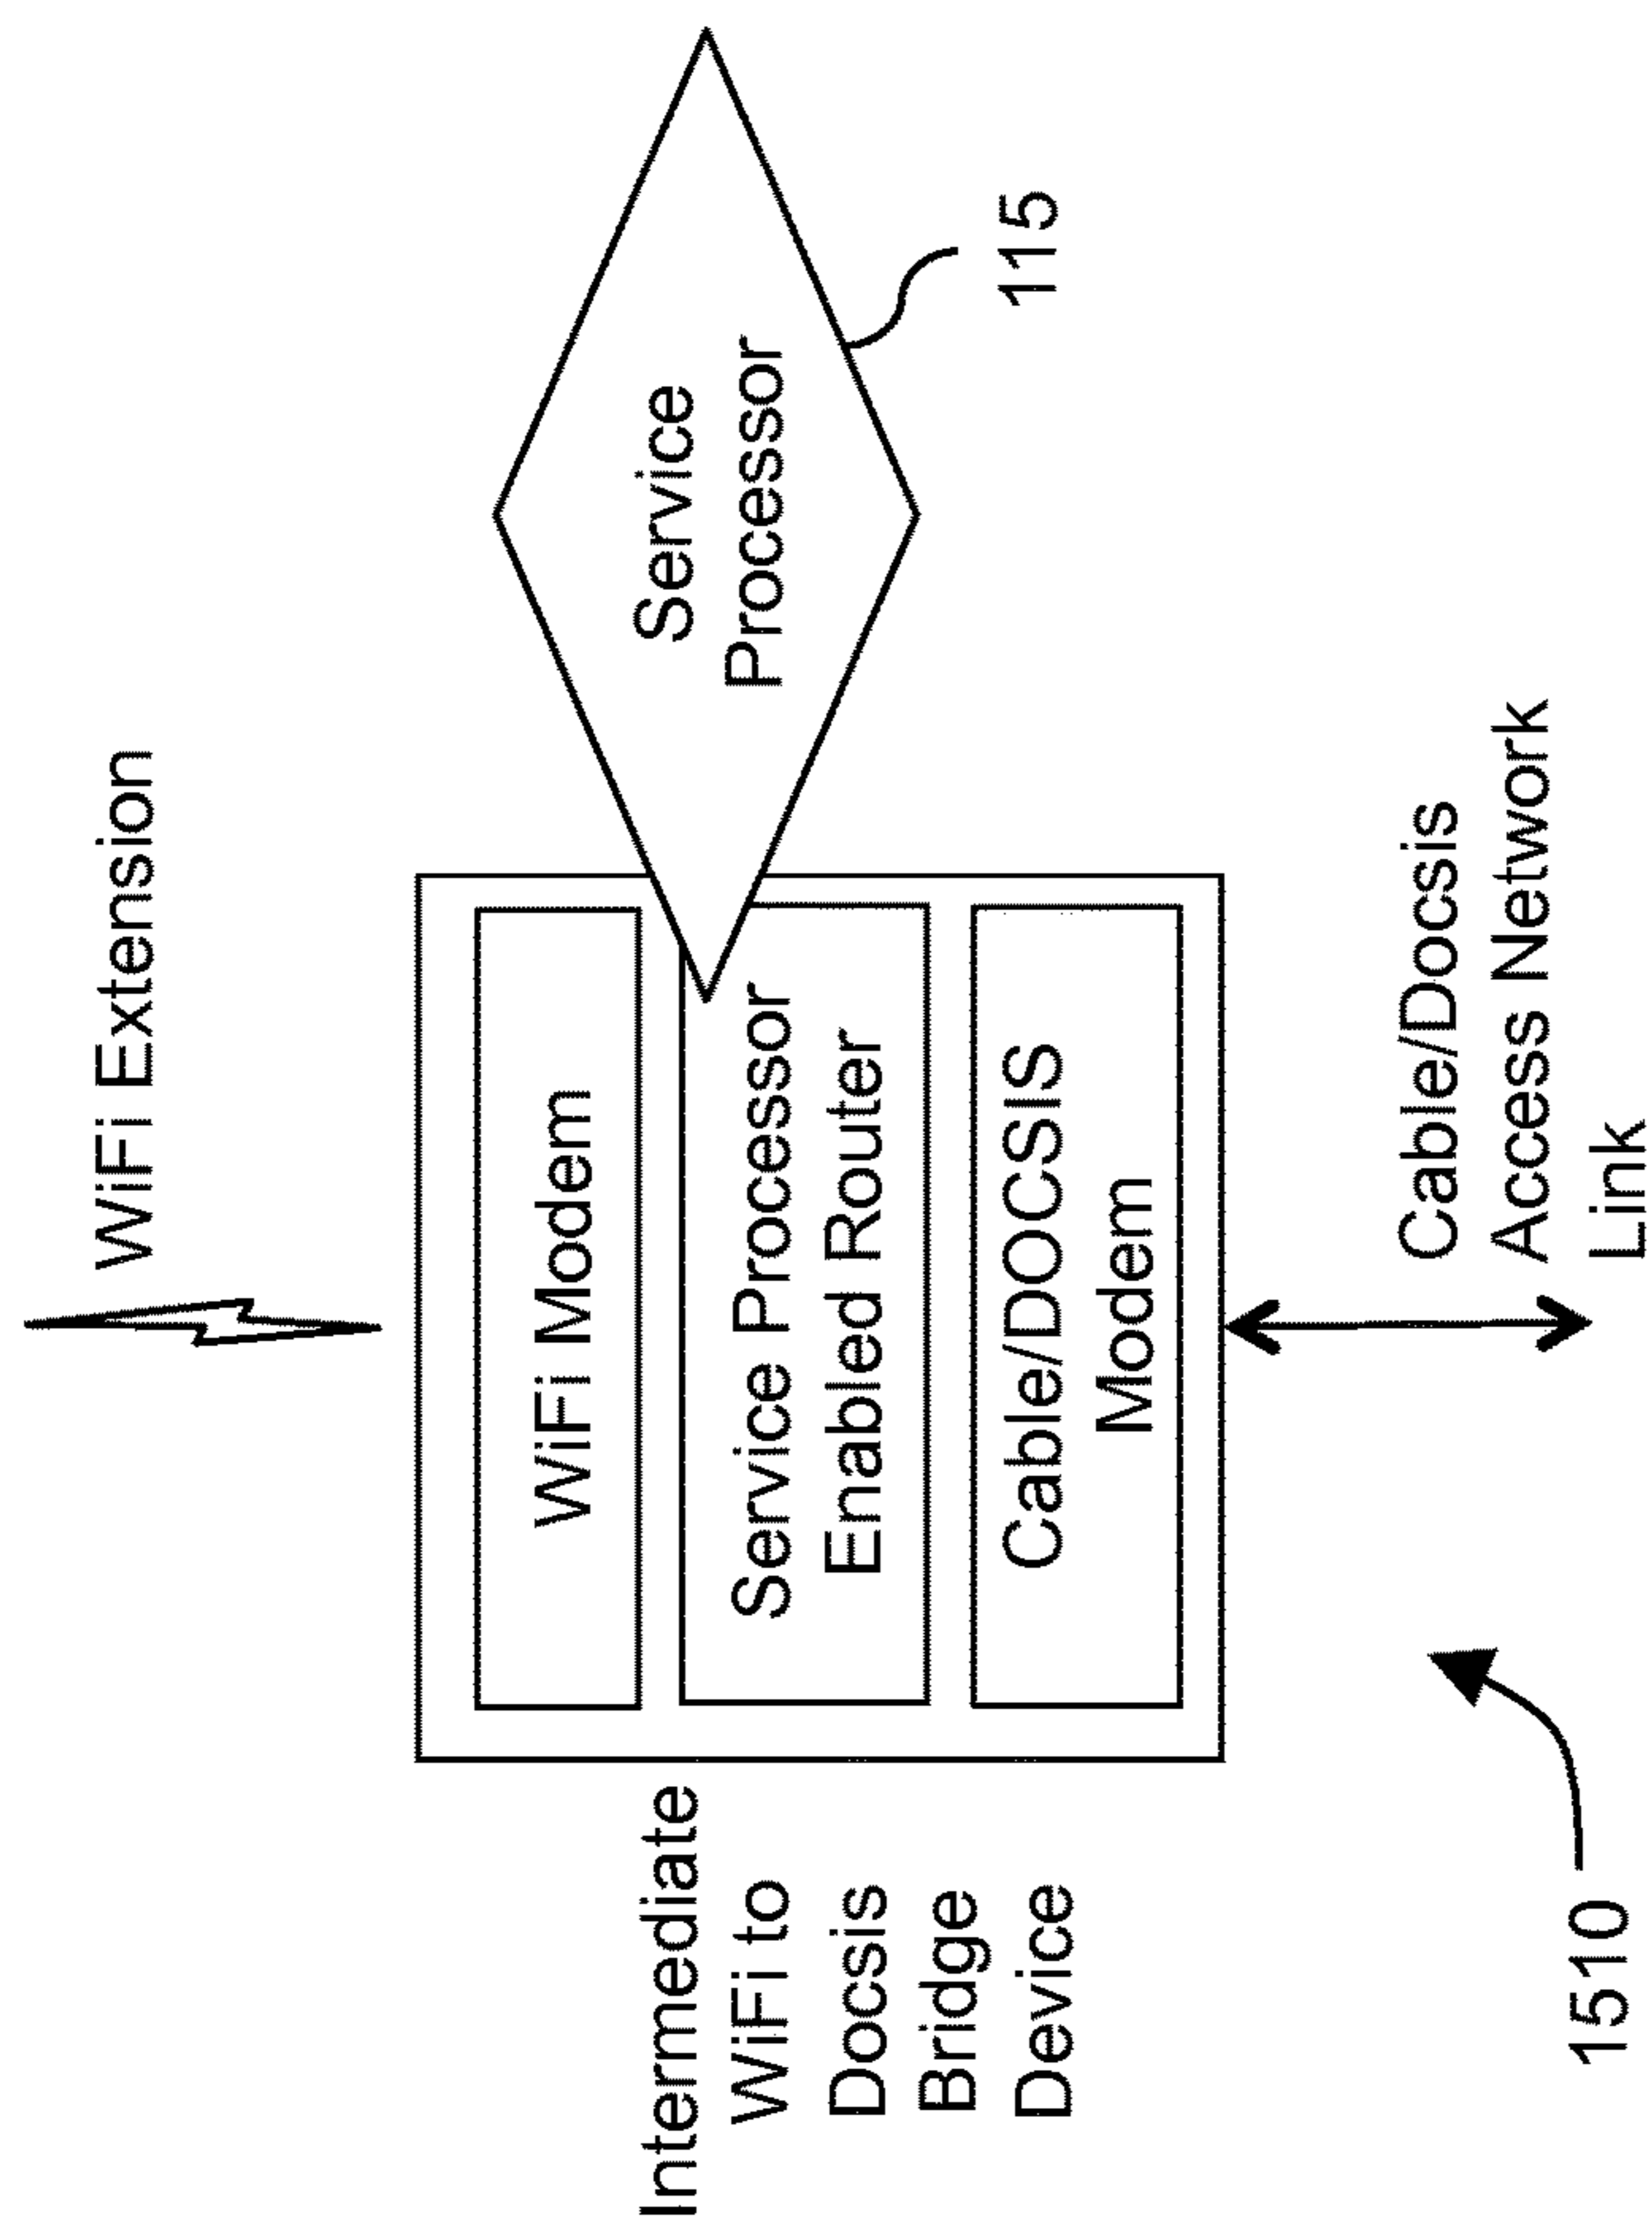 WiFi Extension
Intermediate
WiFi to
Docsis
Bridge
Device
WiFi Modem
Service Processor
Enabled Router
Cable/DOCSIS
Modem
Service
Processor
115
Cable/Docsis
Access Network
Link
1510